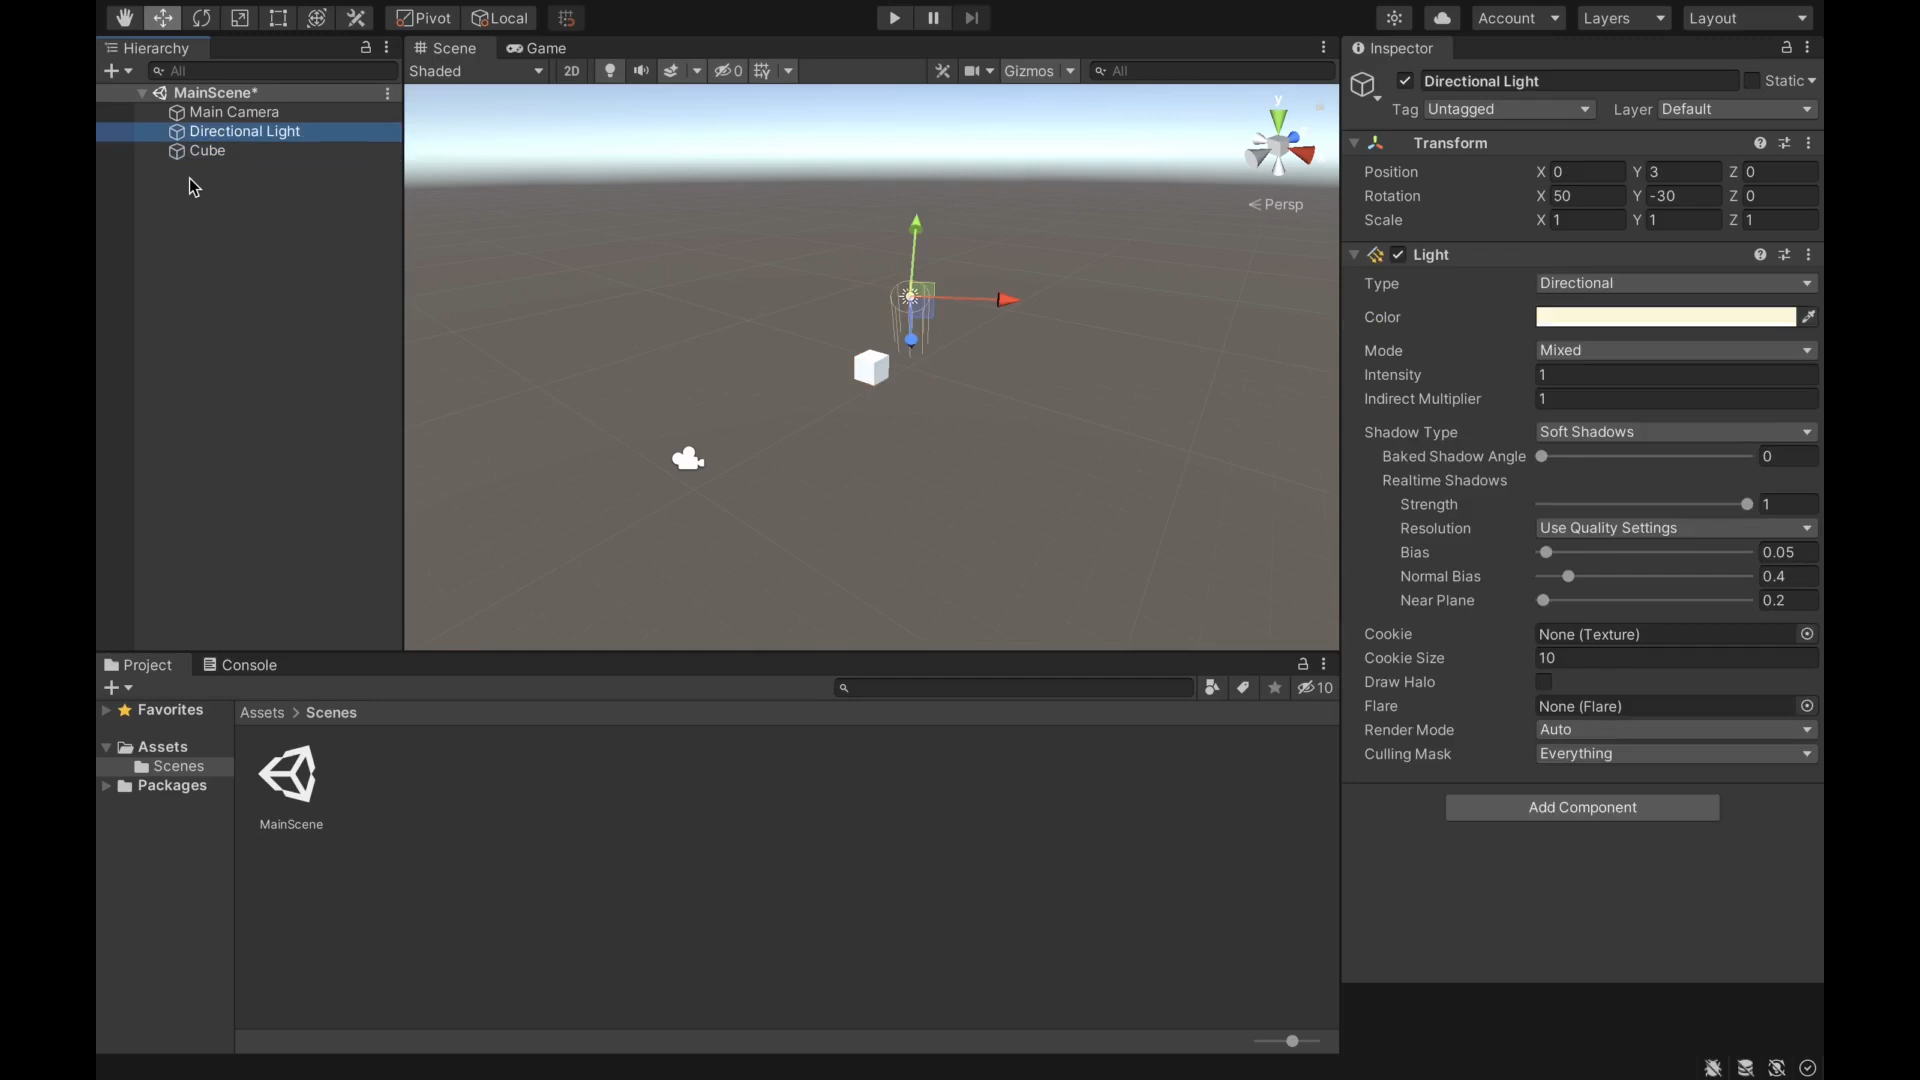 Pivot Local Account Layers Layout
Hierarchy
All
MainScene*
Main Camera
Directional Light
Cube
Scene Game
Shaded 2D 0 Gizmos All
y
Persp
Inspector
Directional Light Static
Tag Untagged Layer Default
Transform
Position X 0 Y 3 Z 0
Rotation X 50 Y -30 Z 0
Scale X 1 Y 1 Z 1
Light
Type Directional
Color
Mode Mixed
Intensity 1
Indirect Multiplier 1
Shadow Type Soft Shadows
Baked Shadow Angle 0
Realtime Shadows
Strength 1
Resolution Use Quality Settings
Bias 0.05
Normal Bias 0.4
Near Plane 0.2
Cookie None (Texture)
Cookie Size 10
Draw Halo
Flare None (Flare)
Render Mode Auto
Culling Mask Everything
Add Component
Project Console
10
Favorites
Assets
Scenes
Packages
Assets > Scenes
MainScene